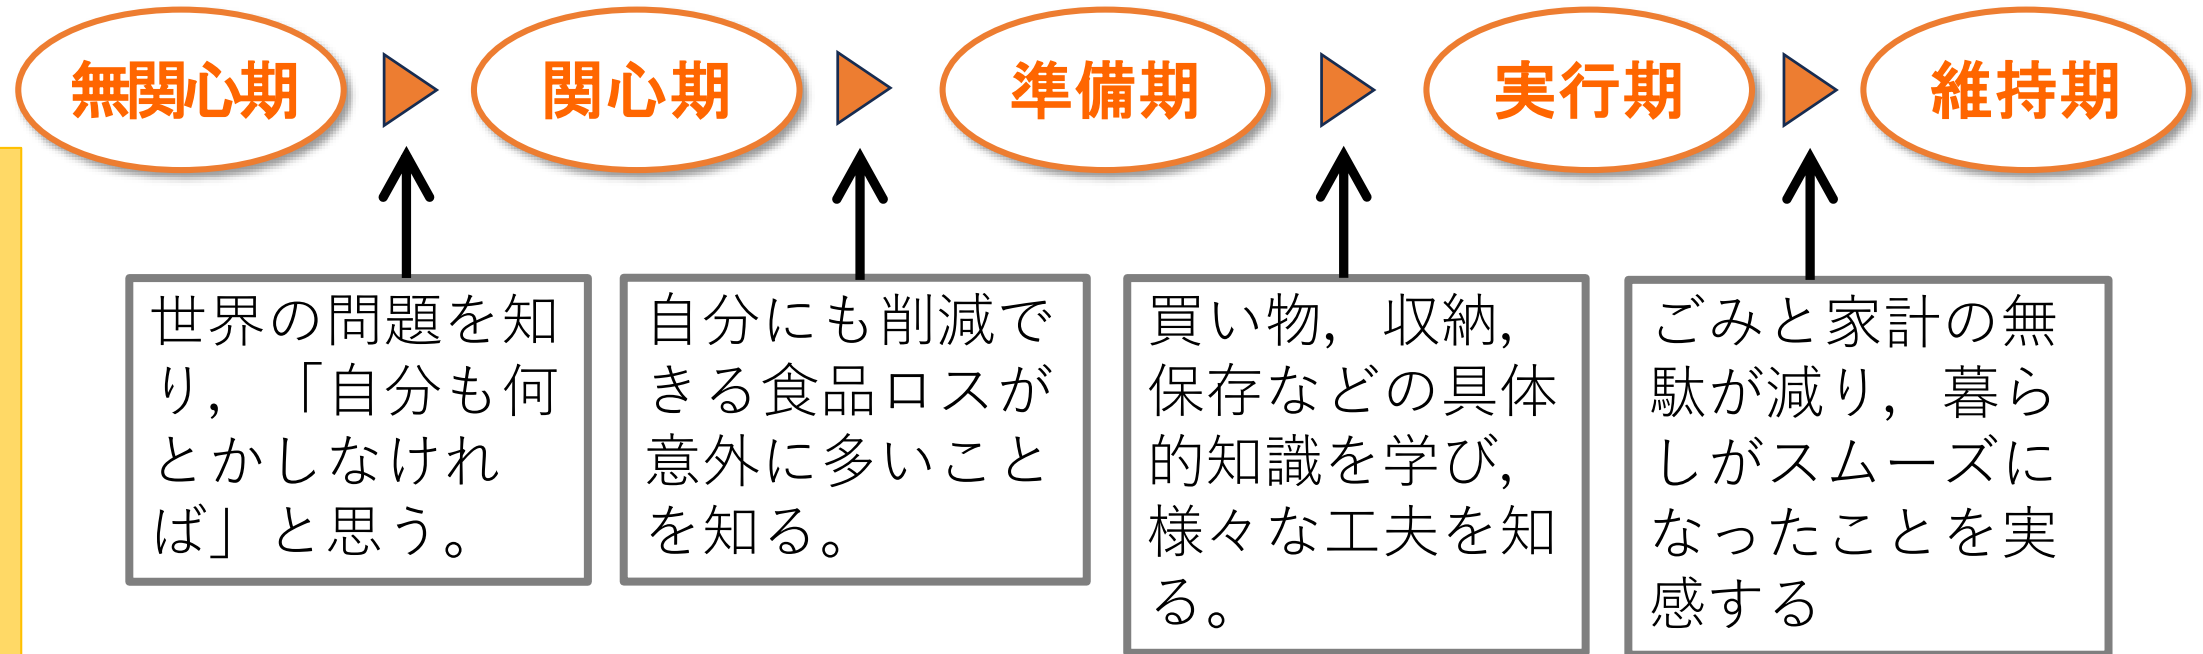 無関心期
関心期
準備期
実行期
維持期
世界の問題を知
り，「自分も何
とかしなけれ
ば」と思う。
自分にも削減で
きる食品ロスが
意外に多いこと
を知る。
買い物，収納，
保存などの具体
的知識を学び，
様々な工夫を知
る。
ごみと家計の無
駄が減り，暮ら
しがスムーズに
なったことを実
感する